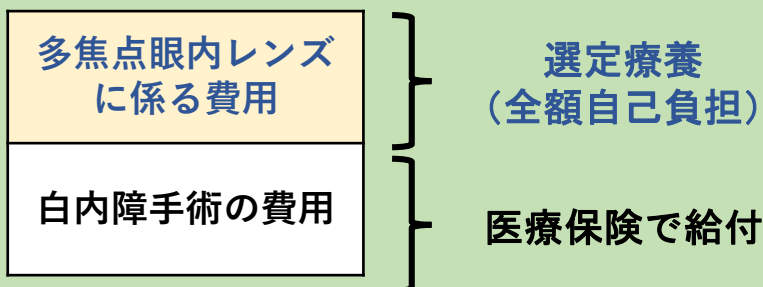 多焦点眼内レンズ
に係る費用
選定療養
（全額自己負担）
白内障手術の費用
医療保険で給付